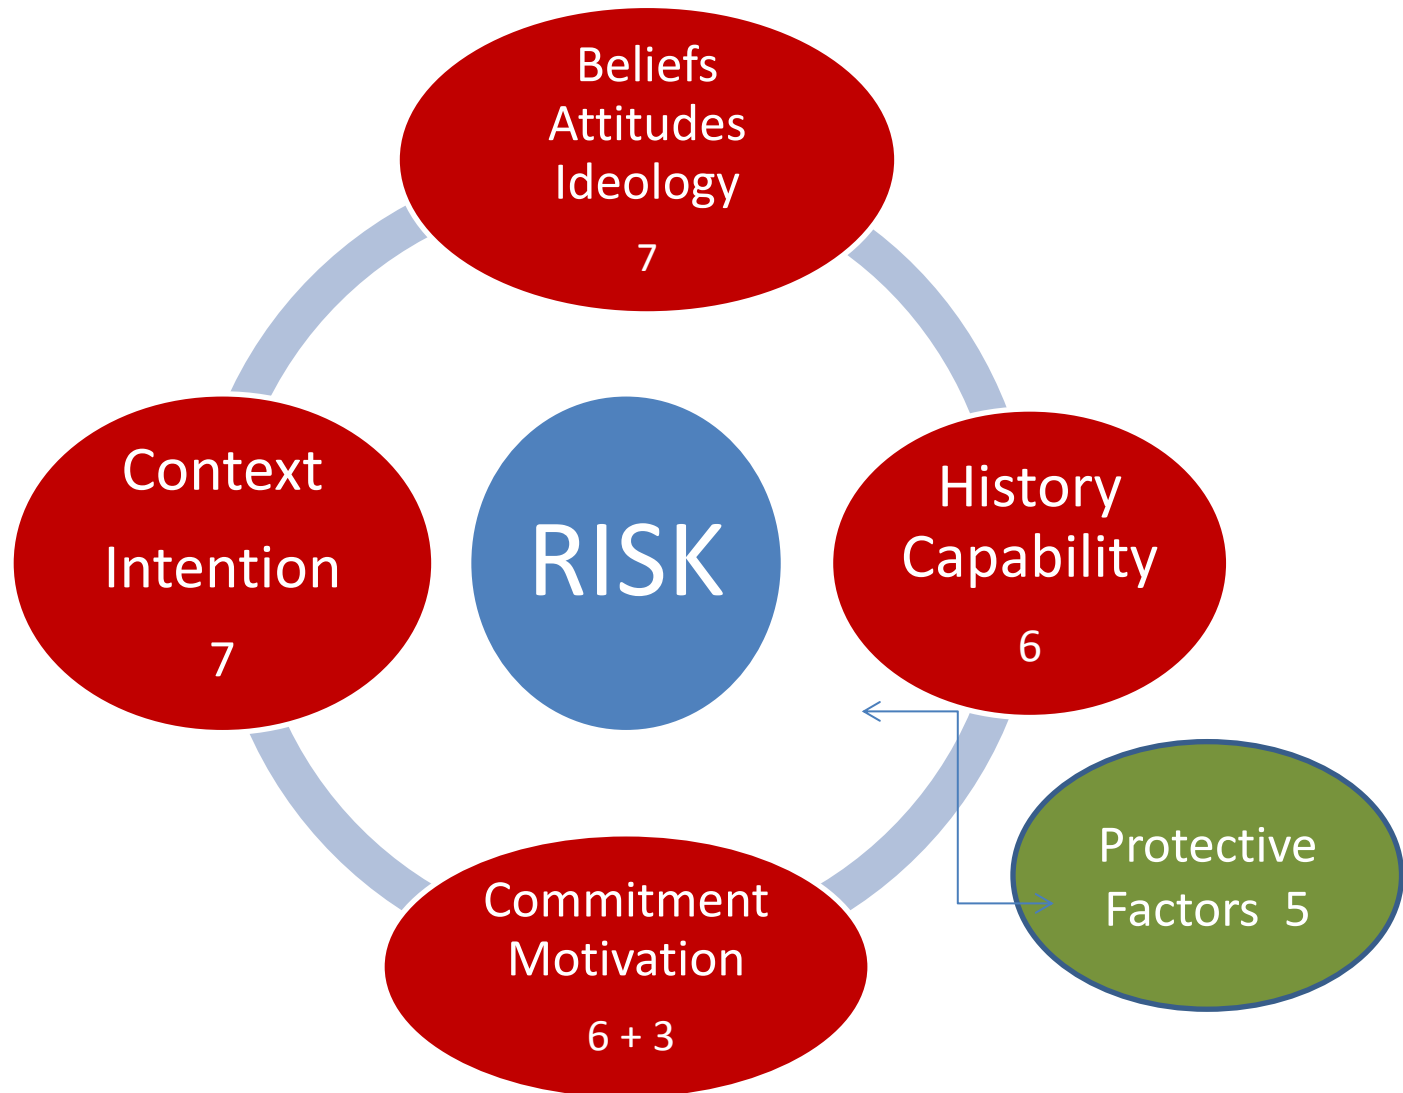 Beliefs
Attitudes
Ideology
7
Context
Intention
7
RISK
History
Capability
6
Protective
Factors 5
Commitment
Motivation
6 + 3